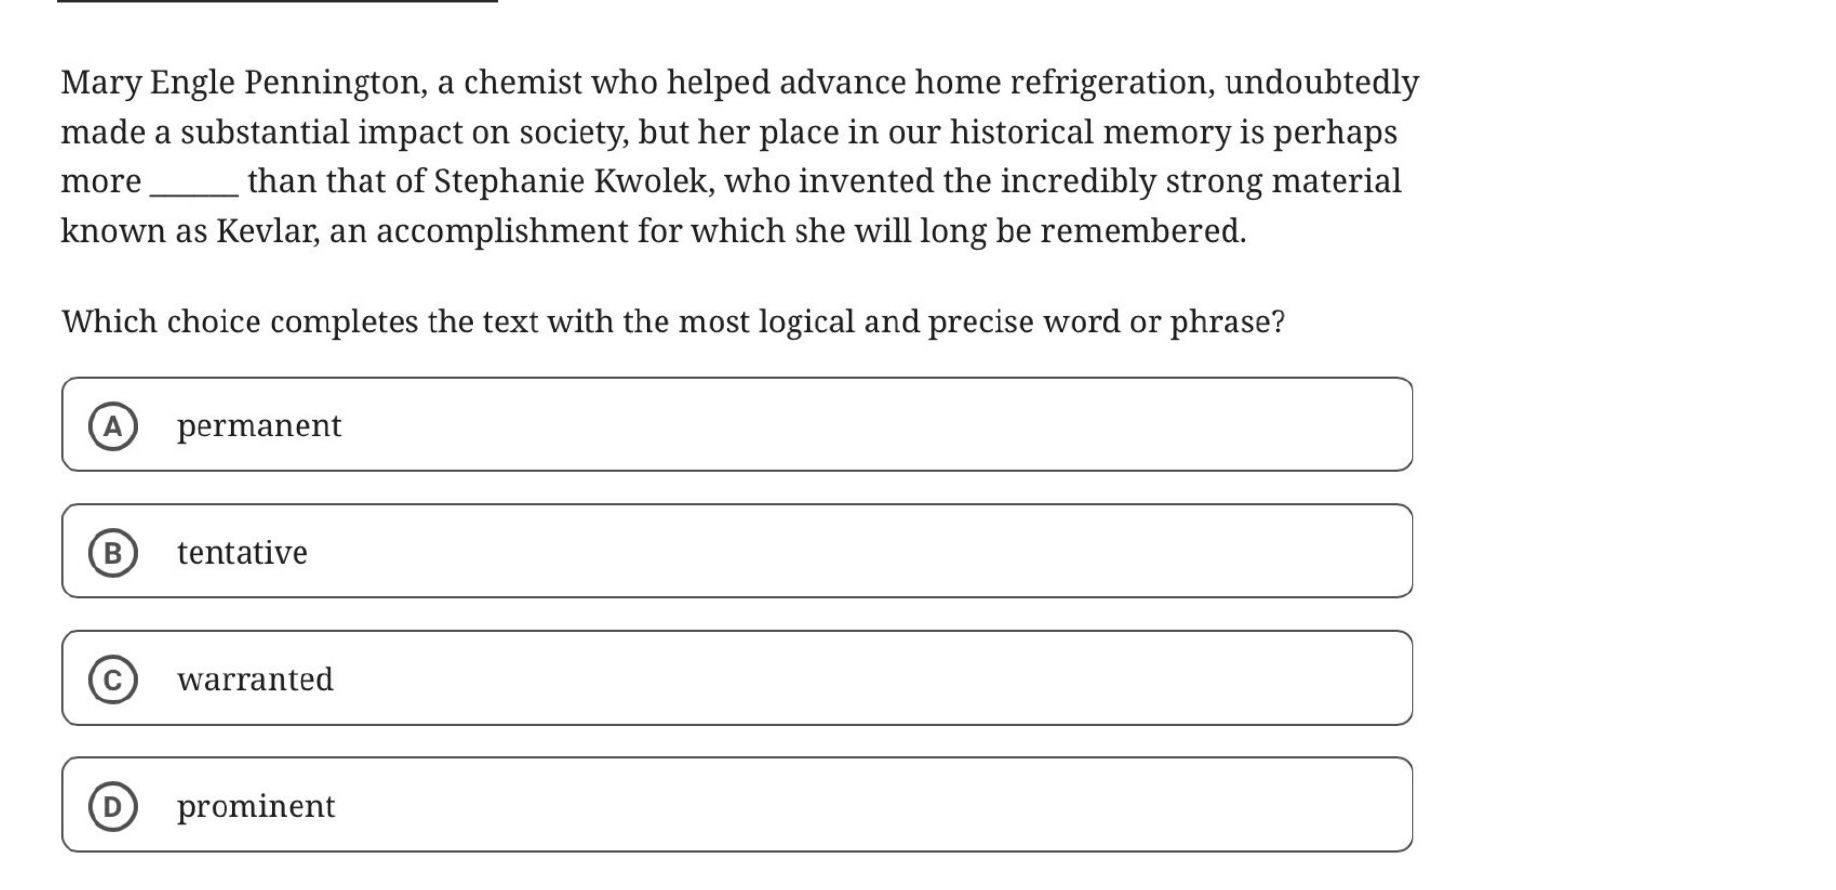 Mary Engle Pennington, a chemist who helped advance home refrigeration, undoubtedly
made a substantial impact on society, but her place in our historical memory is perhaps
more ______ than that of Stephanie Kwolek, who invented the incredibly strong material
known as Kevlar, an accomplishment for which she will long be remembered.
Which choice completes the text with the most logical and precise word or phrase?
A permanent
B tentative
C warranted
D prominent